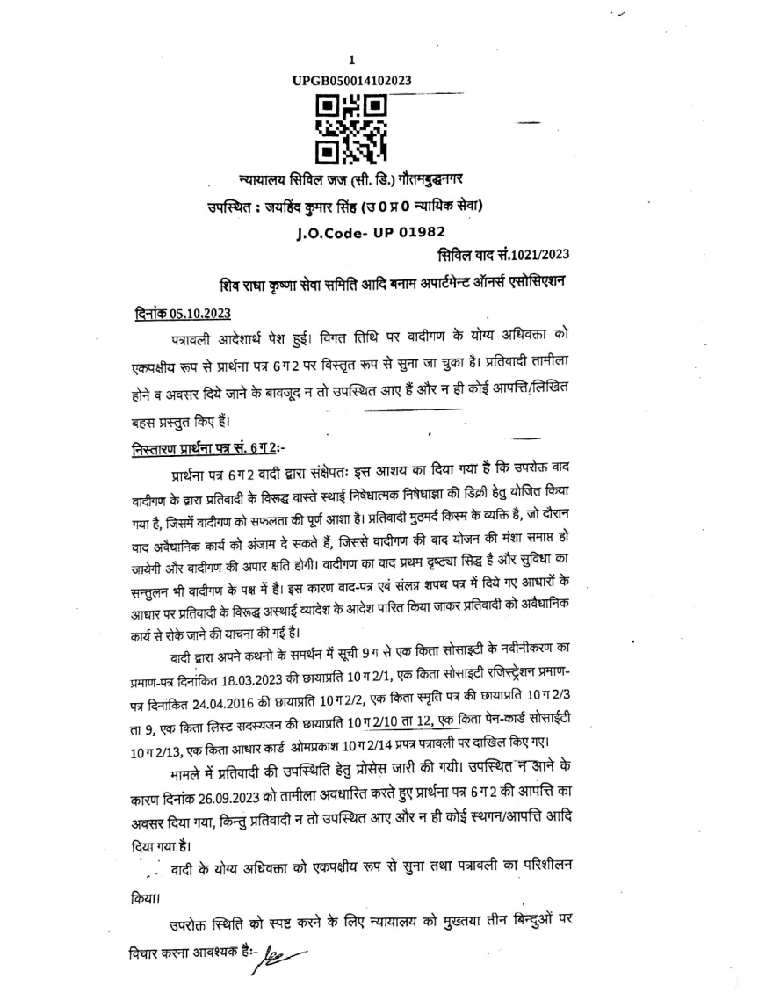 1
UPGB050014102023
न्यायालय सिविल जज (सी. डि.) गौतमबुद्धनगर
उपस्थित : जयहिंद कुमार सिंह (उ0प्र0 न्यायिक सेवा)
J.O.Code- UP 01982
सिविल वाद सं.1021/2023
शिव राधा कृष्णा सेवा समिति आदि बनाम अपार्टमेन्ट ऑनर्स एसोसिएशन
दिनांक 05.10.2023
पत्रावली आदेशार्थ पेश हुई। विगत तिथि पर वादीगण के योग्य अधिवक्ता को
एकपक्षीय रूप से प्रार्थना पत्र 6ग2 पर विस्तृत रूप से सुना जा चुका है। प्रतिवादी तामीला
होने व अवसर दिये जाने के बावजूद न तो उपस्थित आए हैं और न ही कोई आपत्ति/लिखित
बहस प्रस्तुत किए हैं।
निस्तारण प्रार्थना पत्र सं. 6ग2:-
प्रार्थना पत्र 6ग2 वादी द्वारा संक्षेपतः इस आशय का दिया गया है कि उपरोक्त वाद
वादीगण के द्वारा प्रतिवादी के विरूद्ध वास्ते स्थाई निषेधात्मक निषेधाज्ञा की डिक्री हेतु योजित किया
गया है, जिसमें वादीगण को सफलता की पूर्ण आशा है। प्रतिवादी मुठमर्द किस्म के व्यक्ति है, जो दौरान
वाद अवैधानिक कार्य को अंजाम दे सकते हैं, जिससे वादीगण की वाद योजन की मंशा समाप्त हो
जायेगी और वादीगण की अपार क्षति होगी। वादीगण का वाद प्रथम दृष्ट्या सिद्ध है और सुविधा का
सन्तुलन भी वादीगण के पक्ष में है। इस कारण वाद-पत्र एवं संलग्न शपथ पत्र में दिये गए आधारों के
आधार पर प्रतिवादी के विरूद्ध अस्थाई व्यादेश के आदेश पारित किया जाकर प्रतिवादी को अवैधानिक
कार्य से रोके जाने की याचना की गई है।
वादी द्वारा अपने कथनो के समर्थन में सूची 9ग से एक किता सोसाइटी के नवीनीकरण का
प्रमाण-पत्र दिनांकित 18.03.2023 की छायाप्रति 10ग2/1, एक किता सोसाइटी रजिस्ट्रेशन प्रमाण-
पत्र दिनांकित 24.04.2016 की छायाप्रति 10ग2/2, एक किता स्मृति पत्र की छायाप्रति 10ग2/3
ता 9, एक किता लिस्ट सदस्यजन की छायाप्रति 10ग2/10 ता 12, एक किता पेन-कार्ड सोसाईटी
10ग2/13, एक किता आधार कार्ड ओमप्रकाश 10ग2/14 प्रपत्र पत्रावली पर दाखिल किए गए।
मामले में प्रतिवादी की उपस्थिति हेतु प्रोसेस जारी की गयी। उपस्थित न आने के
कारण दिनांक 26.09.2023 को तामीला अवधारित करते हुए प्रार्थना पत्र 6ग2 की आपत्ति का
अवसर दिया गया, किन्तु प्रतिवादी न तो उपस्थित आए और न ही कोई स्थगन/आपत्ति आदि
दिया गया है।
वादी के योग्य अधिवक्ता को एकपक्षीय रूप से सुना तथा पत्रावली का परिशीलन
किया।
उपरोक्त स्थिति को स्पष्ट करने के लिए न्यायालय को मुख्तया तीन बिन्दुओं पर
विचार करना आवश्यक हैः-